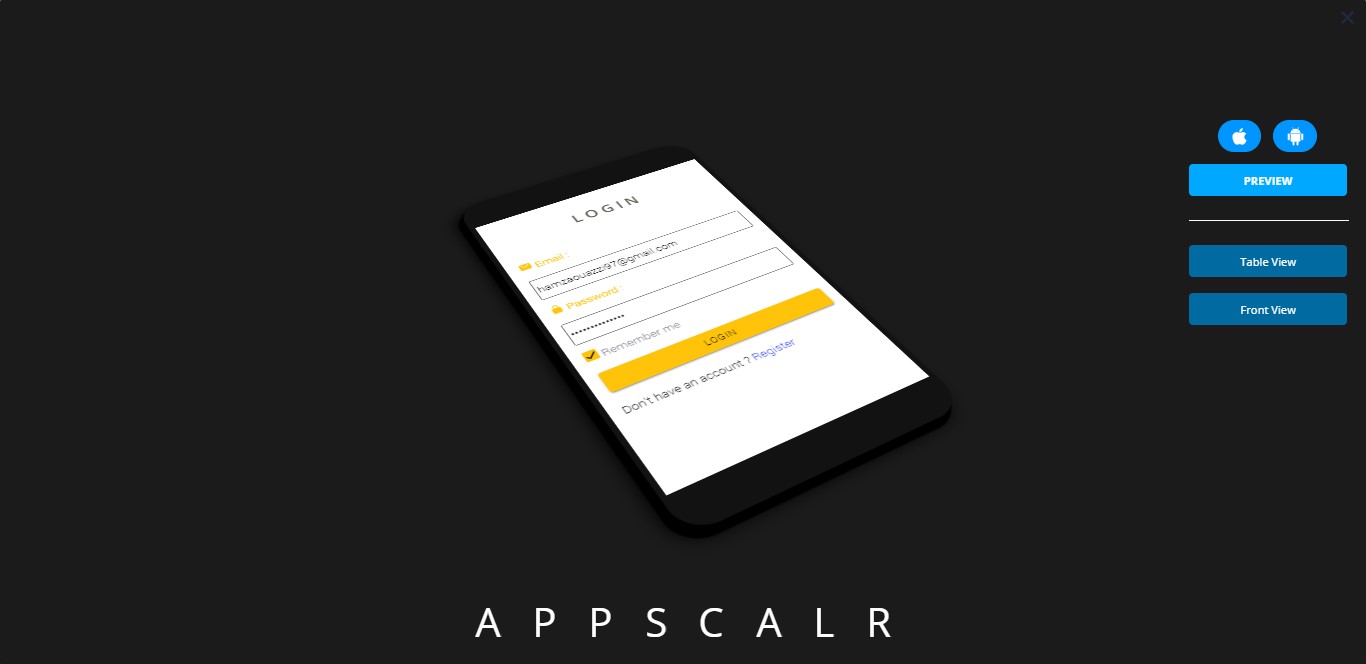 PREVIEW
Table View
Front View
LOGIN
Email :
hamzaouazzi97@gmail.com
Password :
Remember me
LOGIN
Don't have an account ? Register
APPSCALR